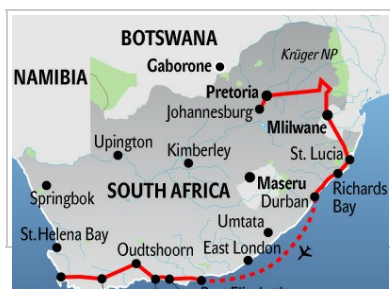 BOTSWANA
Krüger NP
Gaborone
NAMIBIA
Pretoria
Johannesburg
Mlilwane
Upington
Kimberley
St. Lucia
SOUTH AFRICA
Maseru
Durban
Richards
Bay
Springbok
Umtata
St. Helena Bay
Oudtshoorn
East London